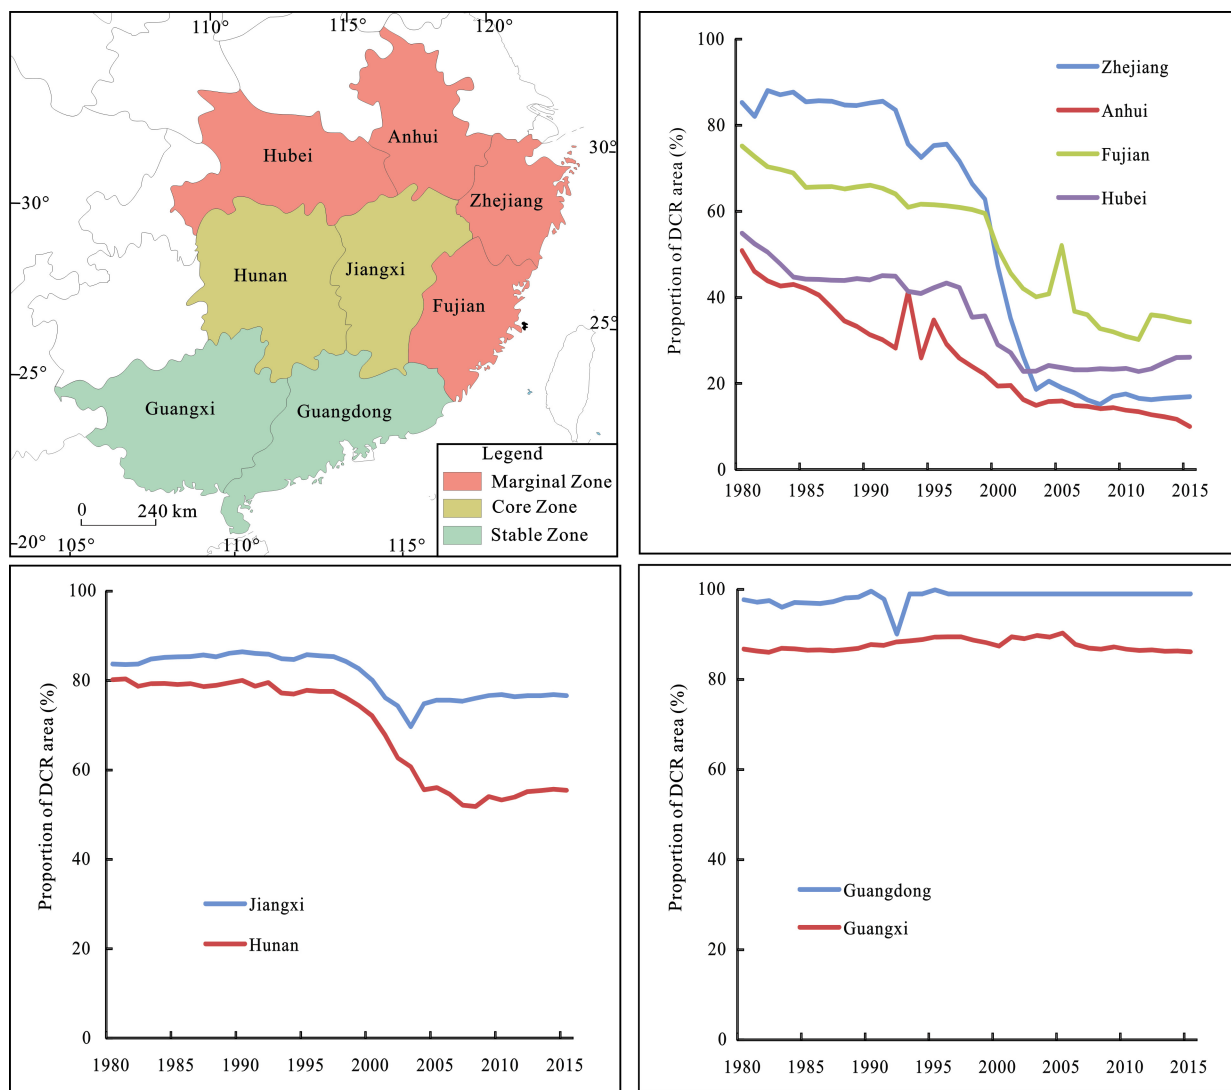 110°
115°
120°
30°
25°
30°
25°
20°
105°
110°
115°
Anhui
Hubei
Zhejiang
Hunan
Jiangxi
Fujian
Guangxi
Guangdong
0 240 km
Legend
Marginal Zone
Core Zone
Stable Zone
Proportion of DCR area (%)
100
80
60
40
20
0
1980 1985 1990 1995 2000 2005 2010 2015
Zhejiang
Anhui
Fujian
Hubei
Proportion of DCR area (%)
100
80
60
40
20
0
1980 1985 1990 1995 2000 2005 2010 2015
Jiangxi
Hunan
Proportion of DCR area (%)
100
80
60
40
20
0
1980 1985 1990 1995 2000 2005 2010 2015
Guangdong
Guangxi